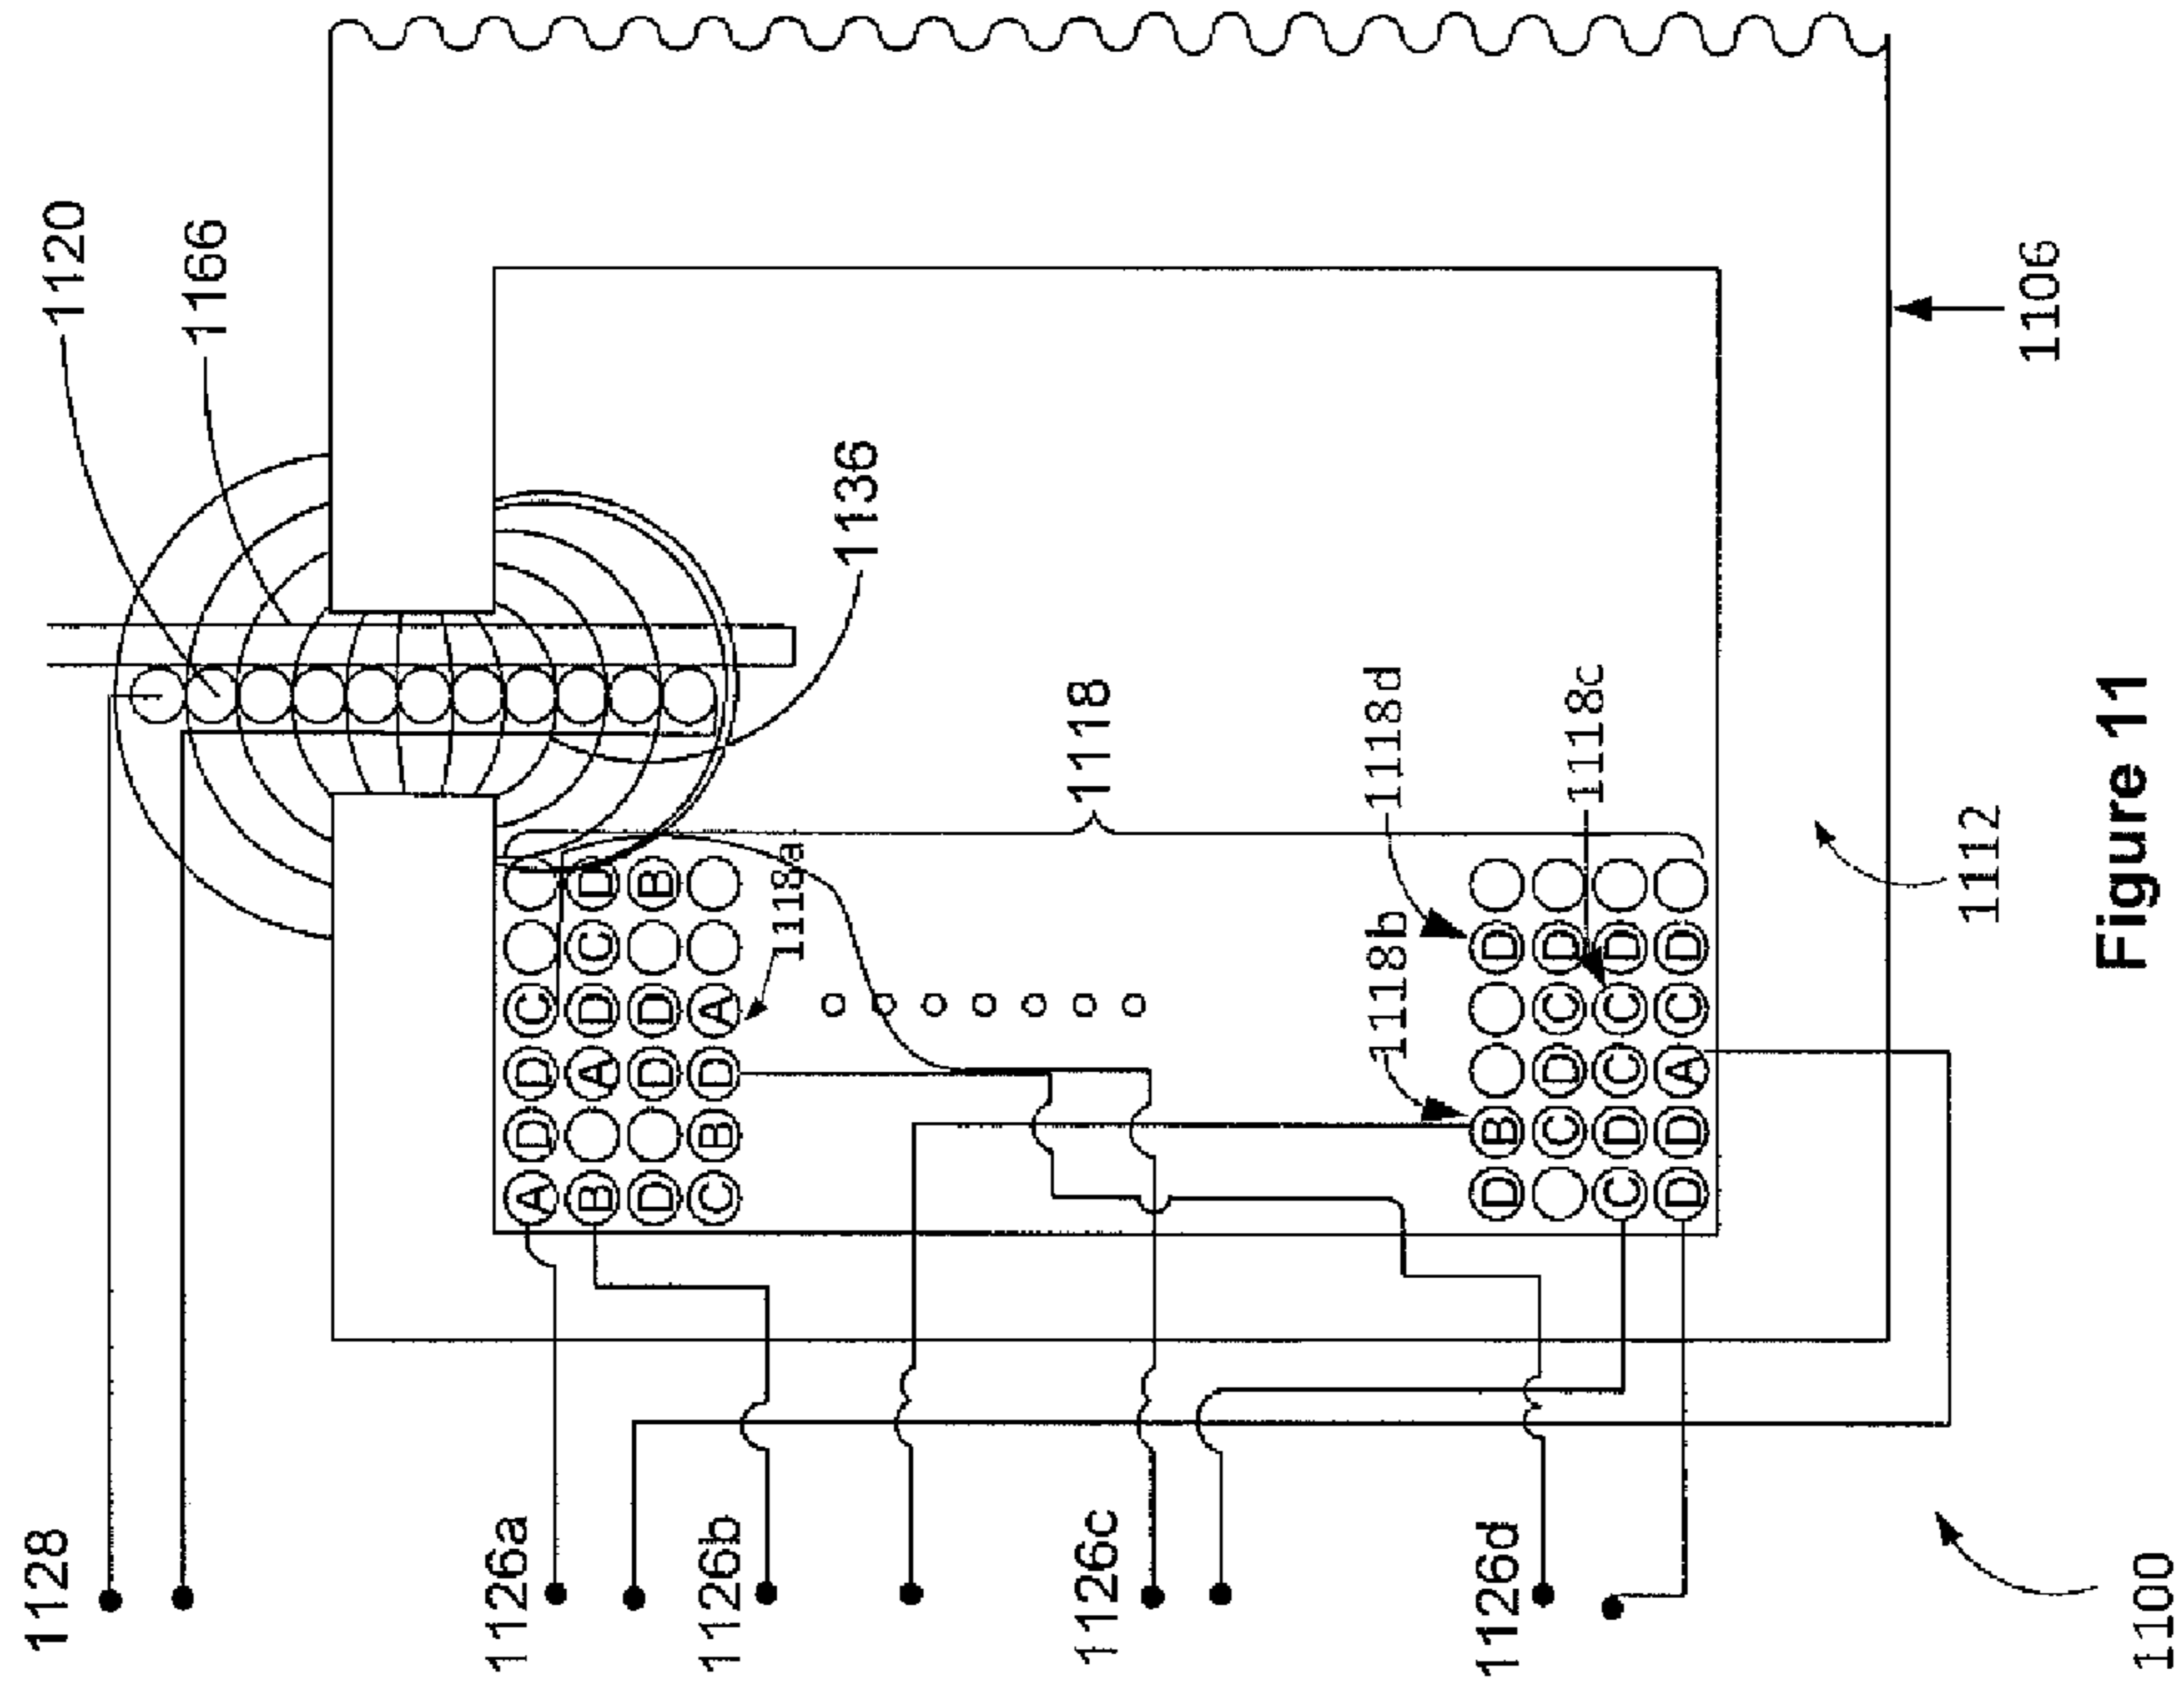 1128
1120
1166
1126a
A D D C
B A D C D
D D D B
C B D A
1126b
1118a
1136
1126c
1118
1118b
1118d
1126d
D B D
C D C D
1118c
C D C C D
D D A C D
1112
1106
1100
Figure 11